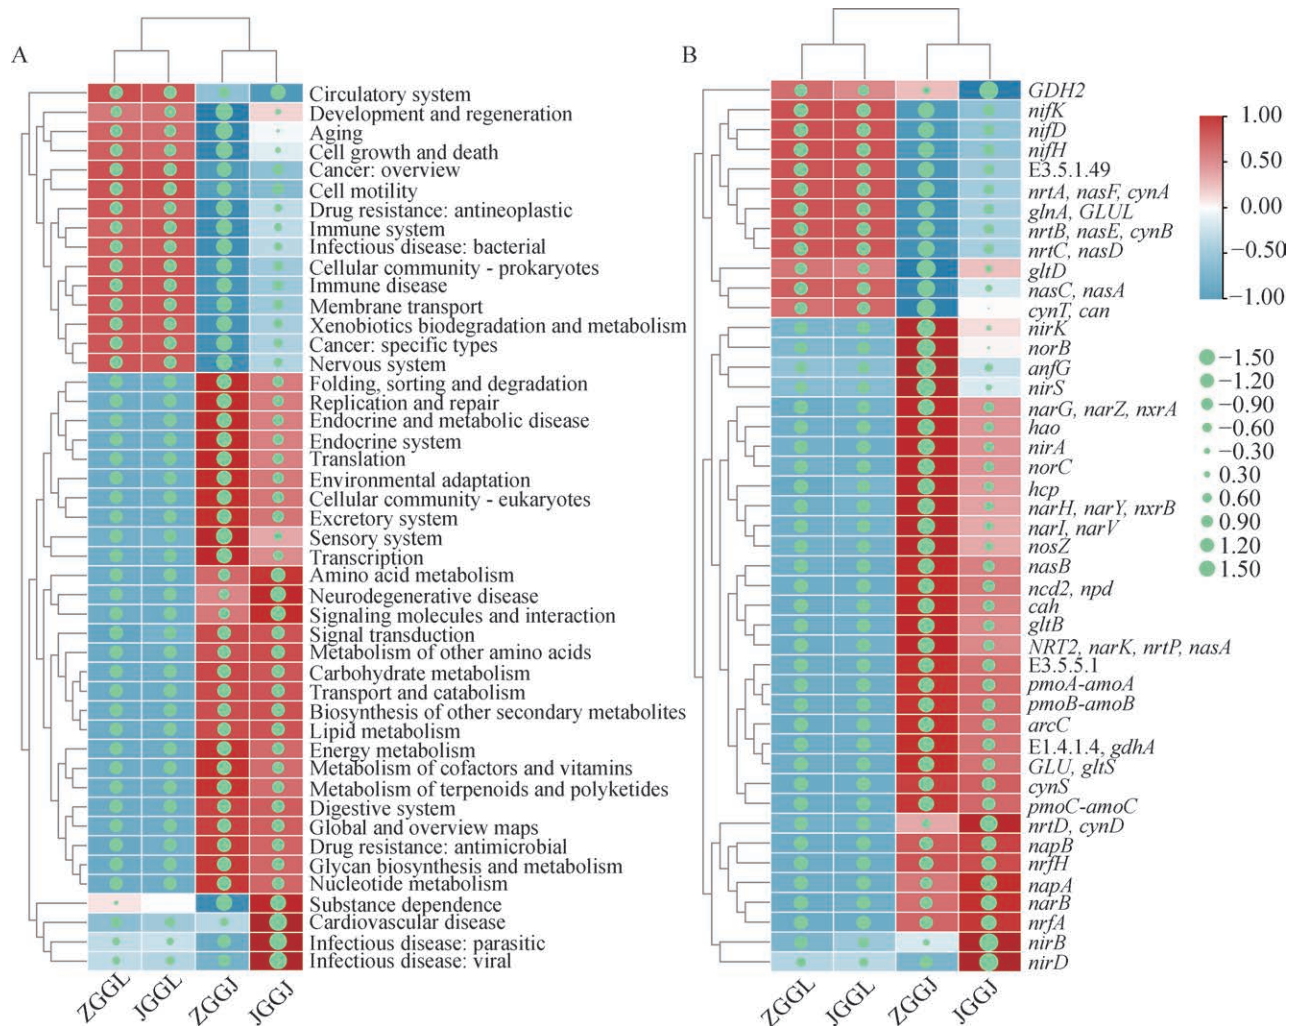 A
Circulatory system
Development and regeneration
Aging
Cell growth and death
Cancer: overview
Cell motility
Drug resistance: antineoplastic
Immune system
Infectious disease: bacterial
Cellular community - prokaryotes
Immune disease
Membrane transport
Xenobiotics biodegradation and metabolism
Cancer: specific types
Nervous system
Folding, sorting and degradation
Replication and repair
Endocrine and metabolic disease
Endocrine system
Translation
Environmental adaptation
Cellular community - eukaryotes
Excretory system
Sensory system
Transcription
Amino acid metabolism
Neurodegenerative disease
Signaling molecules and interaction
Signal transduction
Metabolism of other amino acids
Carbohydrate metabolism
Transport and catabolism
Biosynthesis of other secondary metabolites
Lipid metabolism
Energy metabolism
Metabolism of cofactors and vitamins
Metabolism of terpenoids and polyketides
Digestive system
Global and overview maps
Drug resistance: antimicrobial
Glycan biosynthesis and metabolism
Nucleotide metabolism
Substance dependence
Cardiovascular disease
Infectious disease: parasitic
Infectious disease: viral
ZGGL
JGGL
ZGGJ
JGGJ
B
GDH2
nifK
nifD
nifH
E3.5.1.49
nrtA, nasF, cynA
glnA, GLUL
nrtB, nasE, cynB
nrtC, nasD
gltD
nasC, nasA
cynT, can
nirK
norB
anfG
nirS
narG, narZ, nxrA
hao
nirA
norC
hcp
narH, narY, nxrB
narI, narV
nosZ
nasB
ncd2, npd
cah
gltB
NRT2, narK, nrtP, nasA
E3.5.5.1
pmoA-amoA
pmoB-amoB
arcC
E1.4.1.4, gdhA
GLU, gltS
cynS
pmoC-amoC
nrtD, cynD
napB
nrfH
napA
narB
nrfA
nirB
nirD
ZGGL
JGGL
ZGGJ
JGGJ
1.00
0.50
0.00
−0.50
−1.00
−1.50
−1.20
−0.90
−0.60
−0.30
0.30
0.60
0.90
1.20
1.50